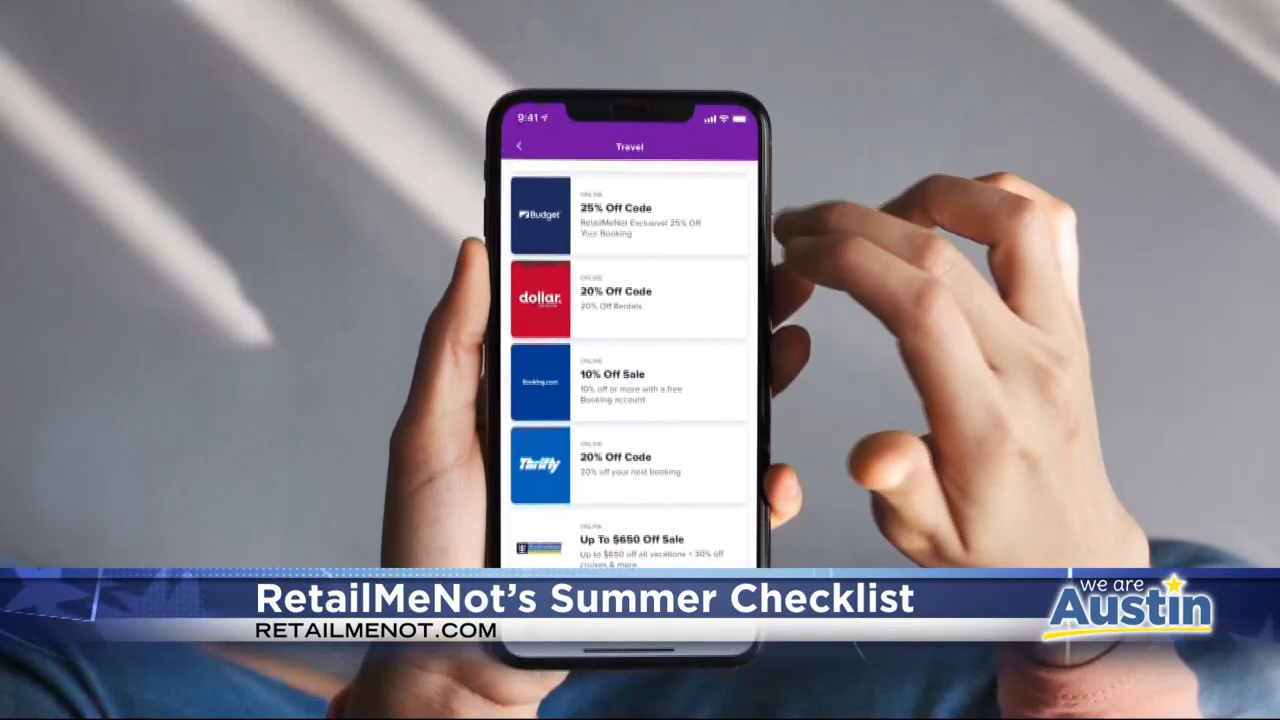 9:41
Travel
Budget
ONLINE
25% Off Code
RetailMeNot Exclusive! 25% Off
Your Booking
dollar.
ONLINE
20% Off Code
20% Off Rentals
Booking.com
ONLINE
10% Off Sale
10% off or more with a free
Booking account
Thrifty
ONLINE
20% Off Code
20% off your next booking
ONLINE
Up To $650 Off Sale
Up to $650 off all vacations + 30% off
cruises & more
RetailMeNot’s Summer Checklist
RETAILMENOT.COM
we are
Austin